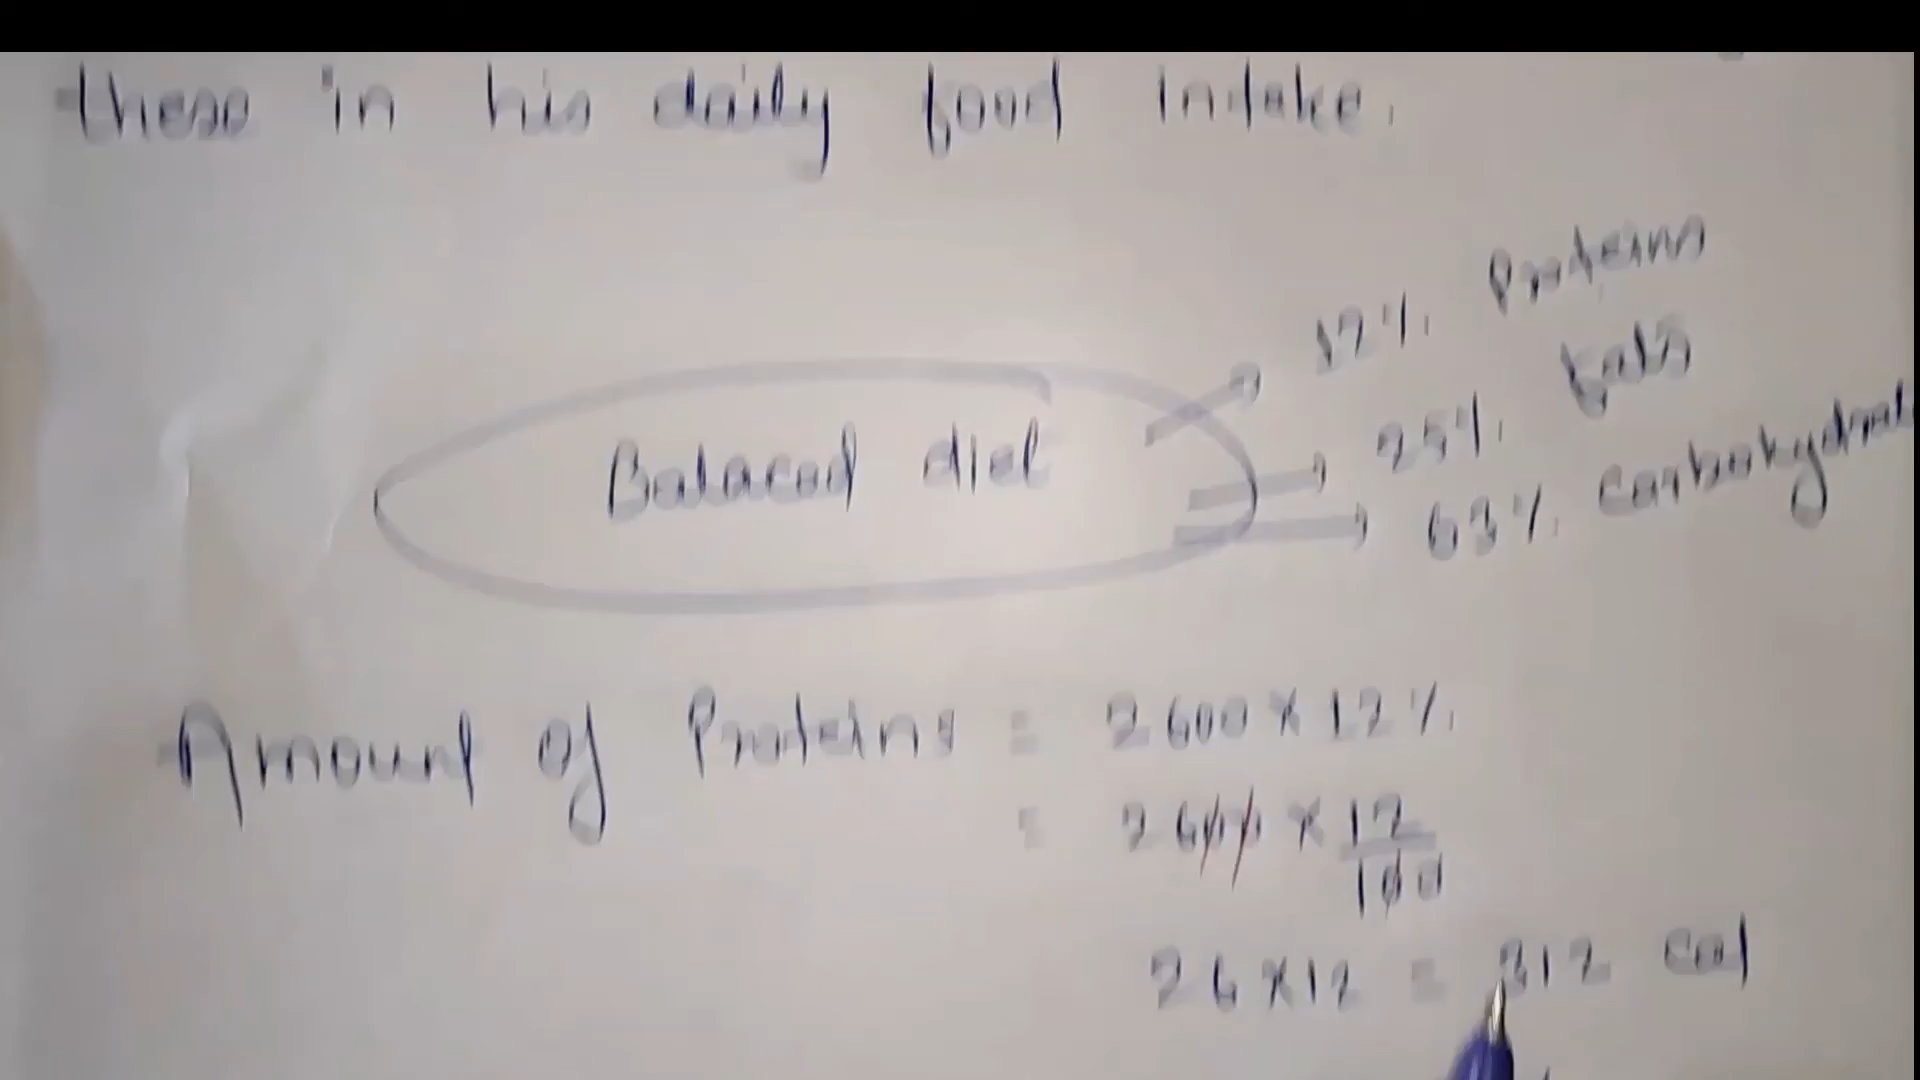 these in his daily food intake.
12% Proteins
25% fats
63% carbohydrat
Balaced diet
Amount of Proteins = 2600 x 12%
= 2600 x 12/100
26 x 12 = 312 cal